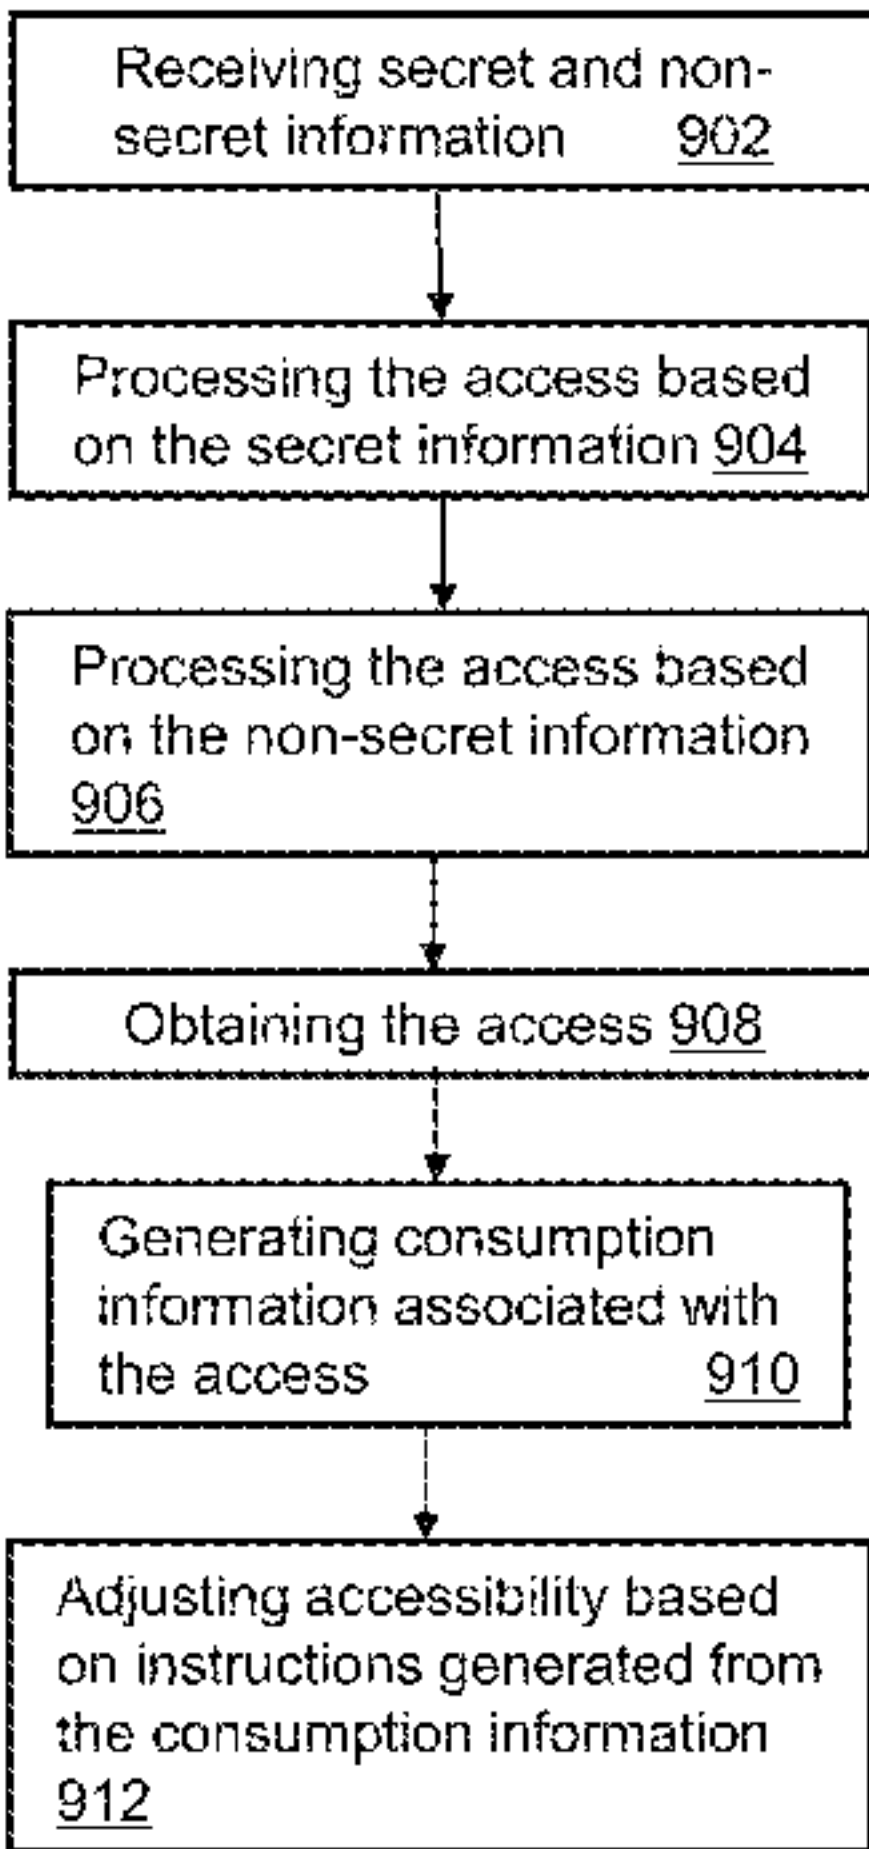 Receiving secret and non-
secret information 902
Processing the access based
on the secret information 904
Processing the access based
on the non-secret information
906
Obtaining the access 908
Generating consumption
information associated with
the access 910
Adjusting accessibility based
on instructions generated from
the consumption information
912